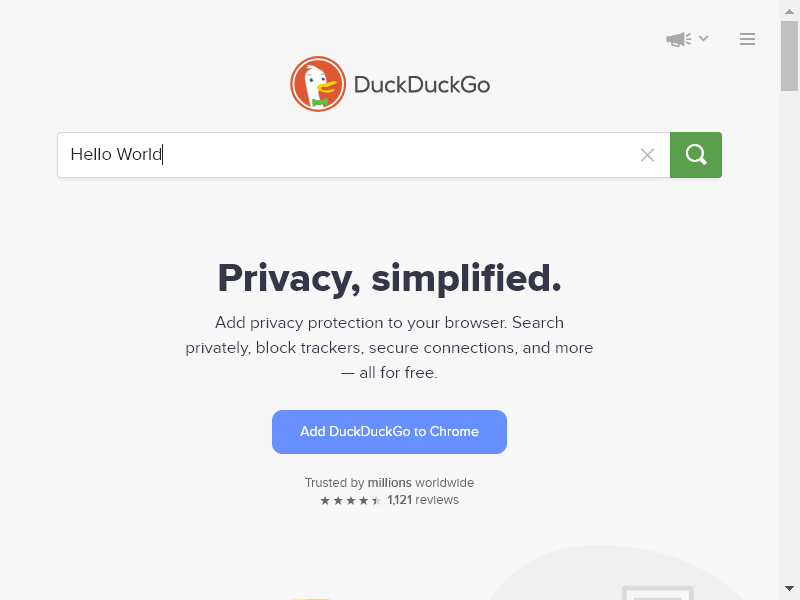 DuckDuckGo
Hello World
Privacy, simplified.
Add privacy protection to your browser. Search
privately, block trackers, secure connections, and more
— all for free.
Add DuckDuckGo to Chrome
Trusted by millions worldwide
1,121 reviews